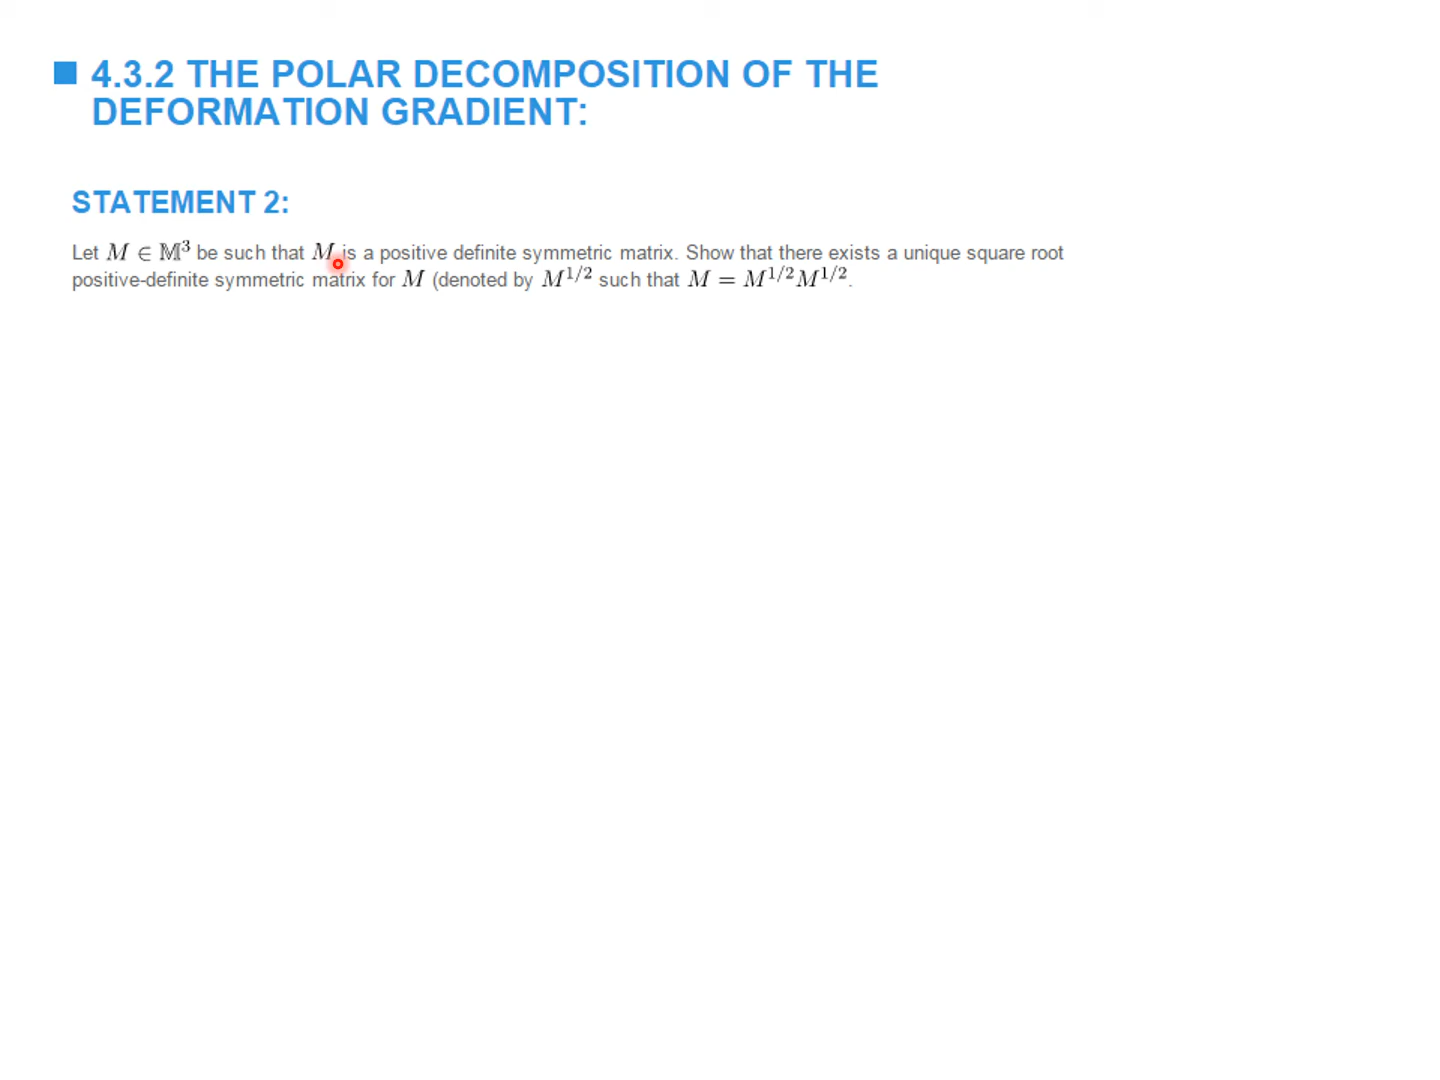 4.3.2 THE POLAR DECOMPOSITION OF THE
DEFORMATION GRADIENT:
STATEMENT 2:
Let M ∈ 𝕄³ be such that M is a positive definite symmetric matrix. Show that there exists a unique square root
positive-definite symmetric matrix for M (denoted by M^{1/2} such that M = M^{1/2}M^{1/2}.